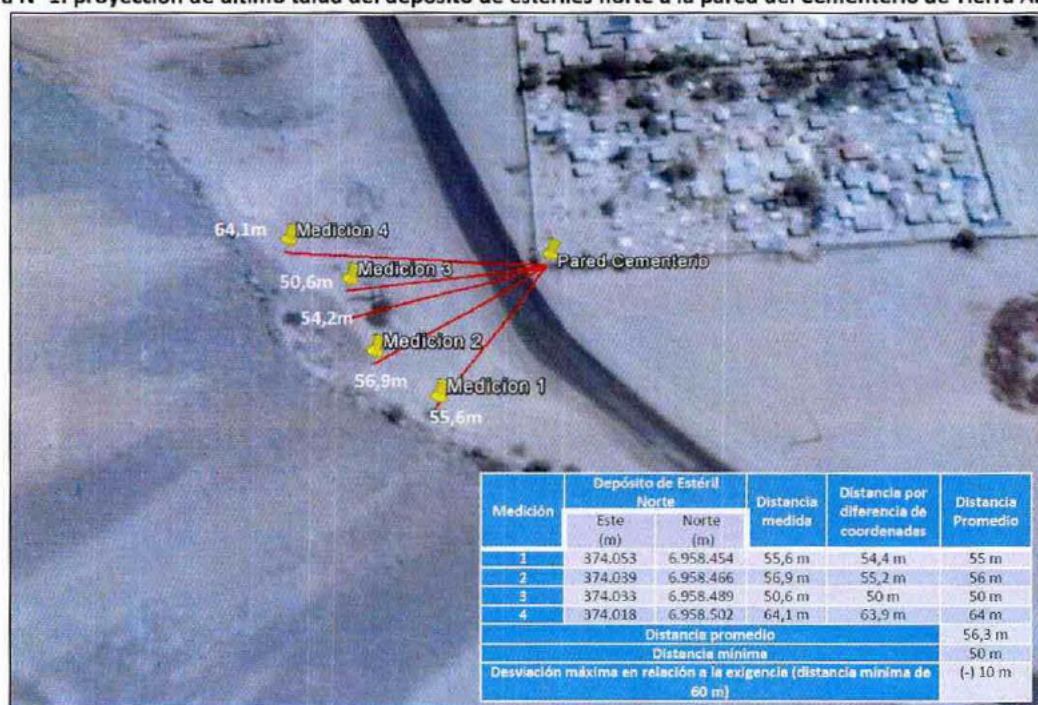 proyección de último talud del depósito de estériles norte a la pared del Cementerio de Tierra
64,1m Medicion 4
Pared Cementerio
Medicion 3
50,6m
54,2m
Medicion 2
56,9m
Medicion 1
55,6m
Medición Depósito de Estéril Norte Distancia medida Distancia por diferencia de coordenadas Distancia Promedio
Este (m) Norte (m)
1 374.053 6.958.454 55,6 m 54,4 m 55 m
2 374.039 6.958.466 56,9 m 55,2 m 56 m
3 374.033 6.958.489 50,6 m 50 m 50 m
4 374.018 6.958.502 64,1 m 63,9 m 64 m
Distancia promedio 56,3 m
Distancia mínima 50 m
Desviación máxima en relación a la exigencia (distancia mínima de 60 m) (-) 10 m